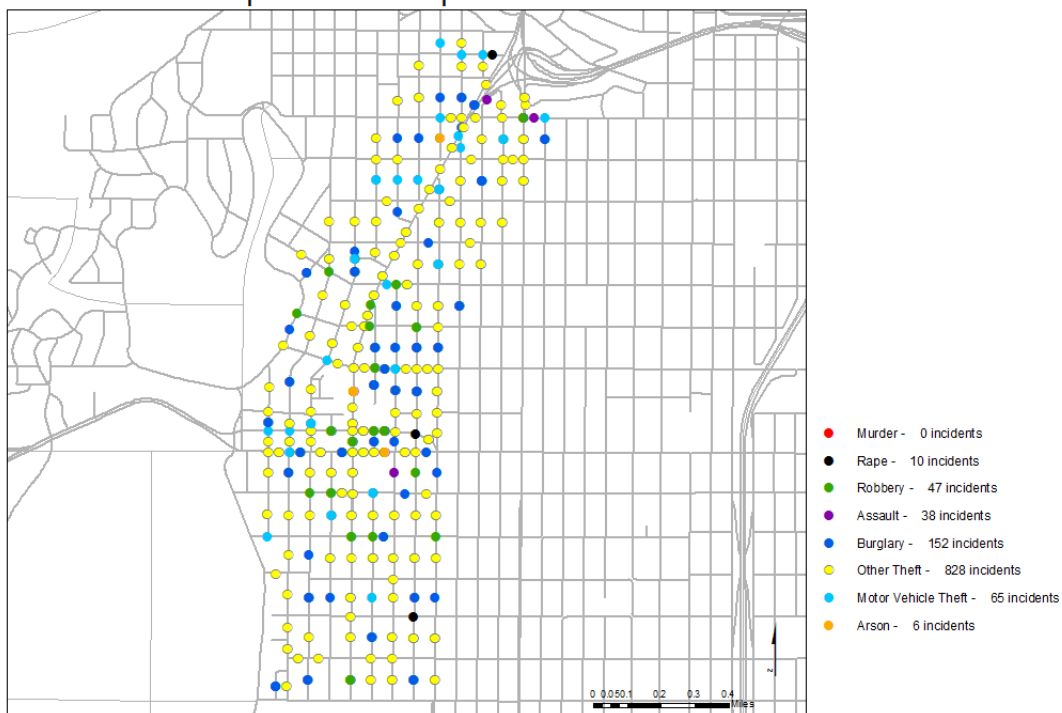 Murder - 0 incidents
Rape - 10 incidents
Robbery - 47 incidents
Assault - 38 incidents
Burglary - 152 incidents
Other Theft - 828 incidents
Motor Vehicle Theft - 65 incidents
Arson - 6 incidents
0 0.050.1 0.2 0.3 0.4
Miles